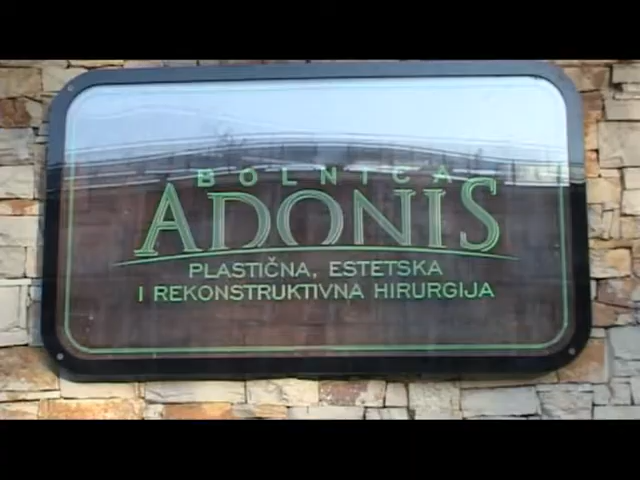 BOLNICA
ADONIS
PLASTIČNA, ESTETSKA
I REKONSTRUKTIVNA HIRURGIJA